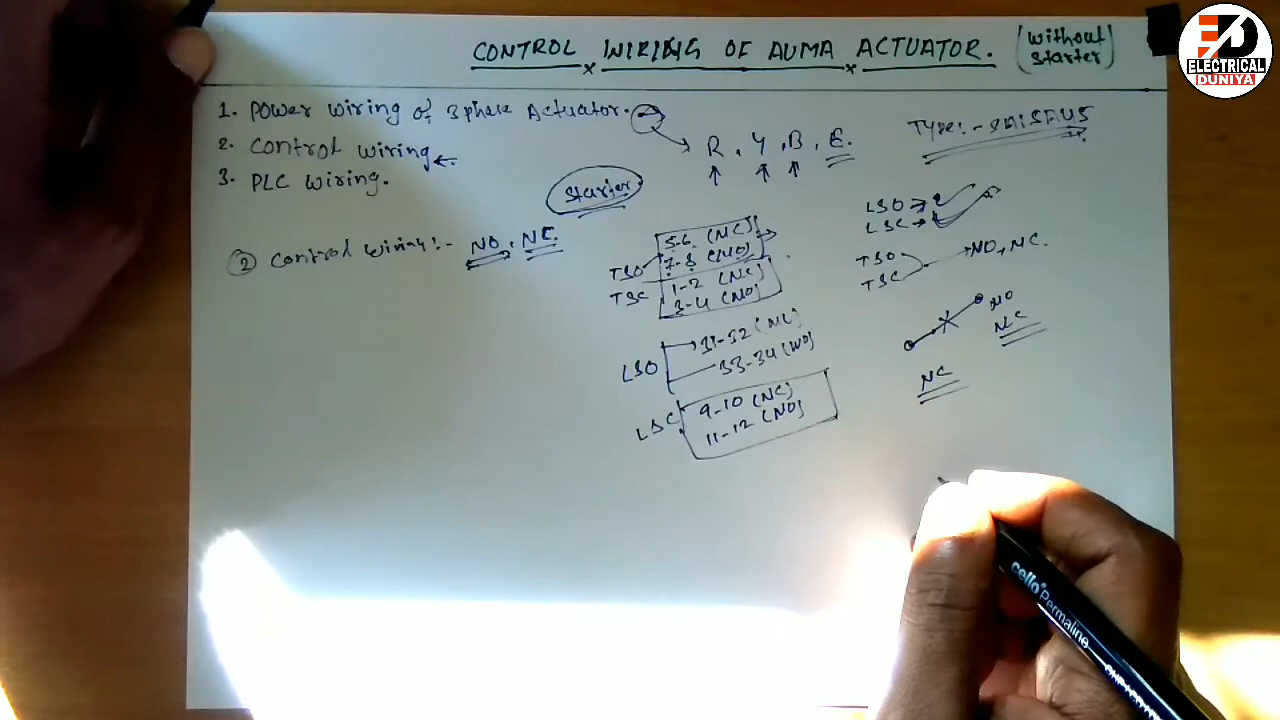 CONTROL WIRING OF AUMA ACTUATOR. (without starter)
ELECTRICAL
DUNIYA
1. Power wiring of 3 phase Actuator.
R, Y, B, E.
Type:-
2. Control wiring
3. PLC wiring.
Starter
LSO
LSC
2 Control wiring:- NO, NC.
5-6 (NC)
TSO 7-8 (NO)
TSC 1-2 (NC)
3-4 (NO)
TSO
TSC NO, NC.
NO
NC
NC
LSO 31-32 (NC)
33-34 (NO)
LSC 9-10 (NC)
11-12 (NO)
cello Permaline